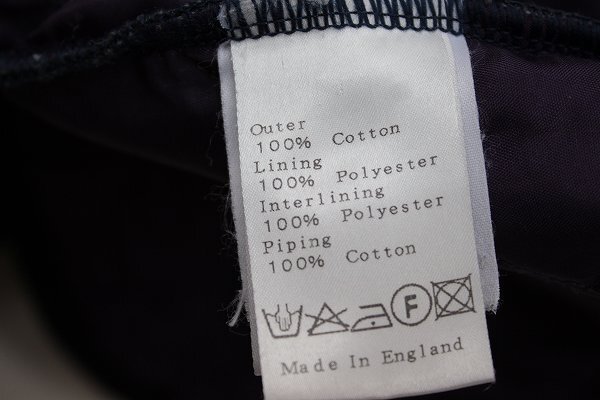 Outer
100% Cotton
Lining
100% Polyester
Interlining
100% Polyester
Piping
100% Cotton
F
Made In England